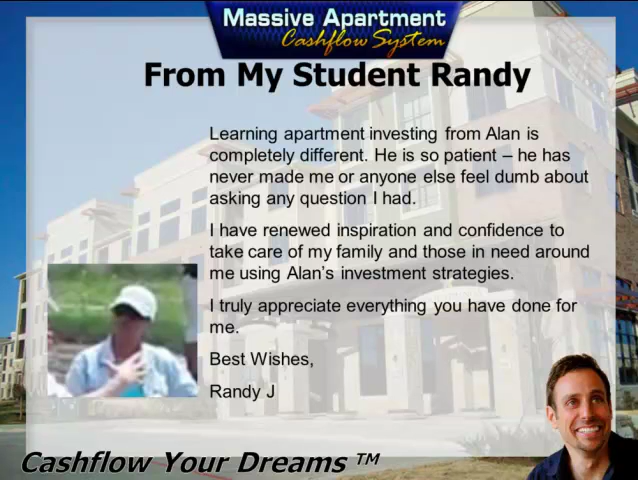 Massive Apartment
Cashflow System
From My Student Randy
Learning apartment investing from Alan is
completely different. He is so patient – he has
never made me or anyone else feel dumb about
asking any question I had.
I have renewed inspiration and confidence to
take care of my family and those in need around
me using Alan's investment strategies.
I truly appreciate everything you have done for
me.
Best Wishes,
Randy J
Cashflow Your Dreams ™